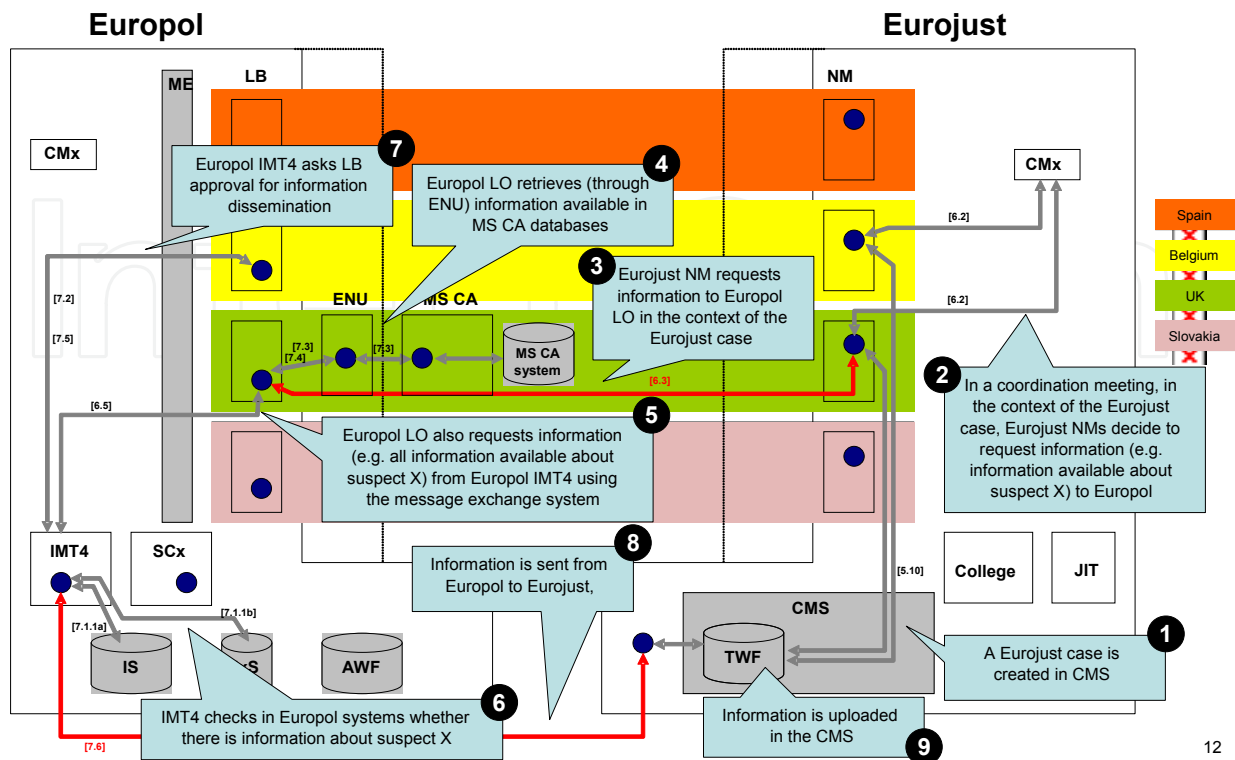 Europol
Eurojust
ME
LB
NM
CMx
CMx
7
Europol IMT4 asks LB
approval for information
dissemination
4
Europol LO retrieves (through
ENU) information available in
MS CA databases
3
Eurojust NM requests
information to Europol
LO in the context of the
Eurojust case
[6.2]
[6.2]
Spain
Belgium
UK
Slovakia
[7.2]
[7.5]
ENU
MS CA
[7.3]
[7.4]
[7.3]
MS CA
system
[6.3]
[6.5]
2
In a coordination meeting, in
the context of the Eurojust
case, Eurojust NMs decide to
request information (e.g.
information available about
suspect X) to Europol
5
Europol LO also requests information
(e.g. all information available about
suspect X) from Europol IMT4 using
the message exchange system
IMT4
SCx
8
Information is sent from
Europol to Eurojust,
[5.10]
College
JIT
[7.1.1b]
[7.1.1a]
IS
xS
AWF
CMS
TWF
1
A Eurojust case is
created in CMS
6
IMT4 checks in Europol systems whether
there is information about suspect X
[7.6]
Information is uploaded
in the CMS
9
12